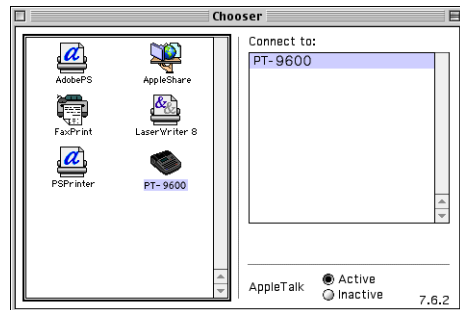 Chooser
AdobePS
AppleShare
FaxPrint
LaserWriter 8
PSPrinter
PT-9600
Connect to:
PT-9600
AppleTalk
Active
Inactive
7.6.2